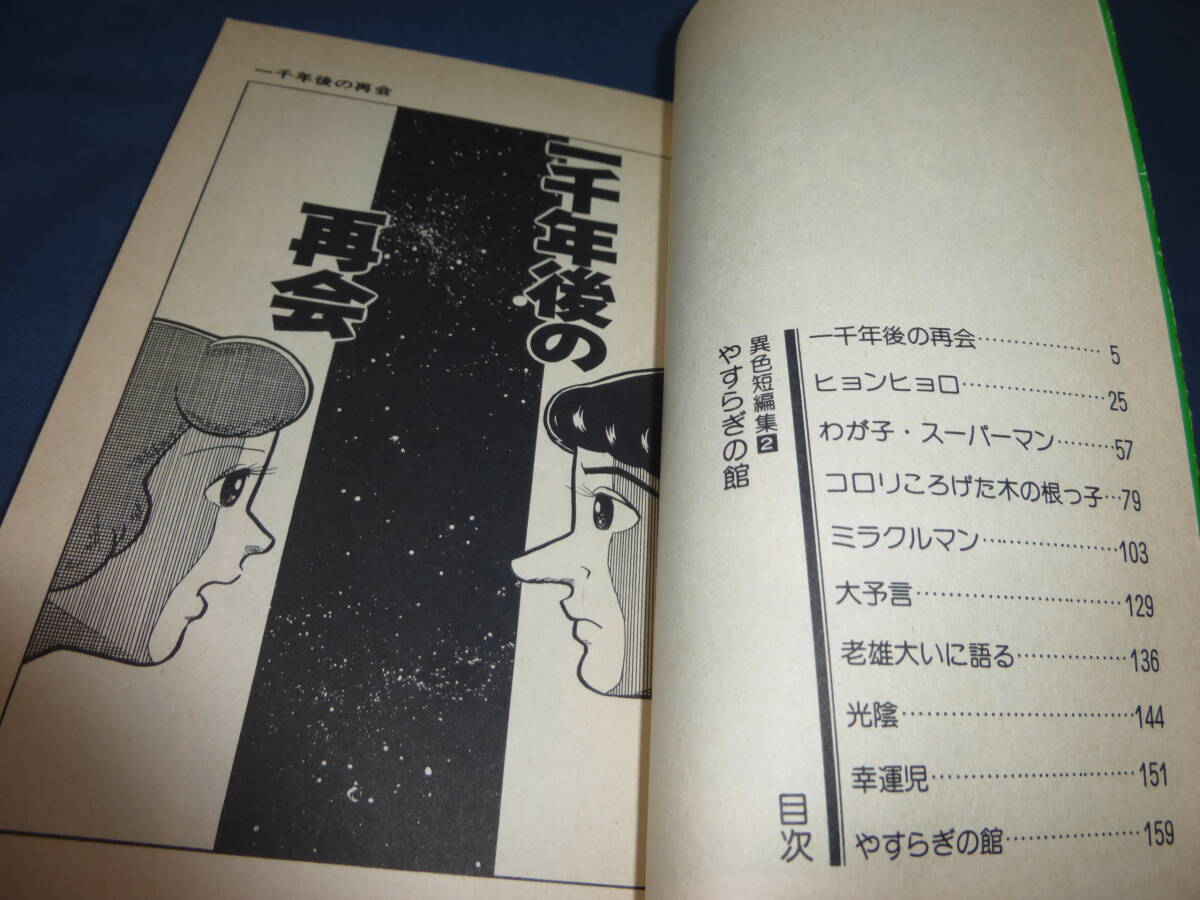 一千年後の再会
一千年後の
再会
異色短編集2
やすらぎの館
目次
一千年後の再会……………… 5
ヒョンヒョロ………………… 25
わが子・スーパーマン……… 57
コロリころげた木の根っ子…79
ミラクルマン………………… 103
大予言………………………… 129
老雄大いに語る……………… 136
光陰…………………………… 144
幸運児………………………… 151
やすらぎの館………………… 159